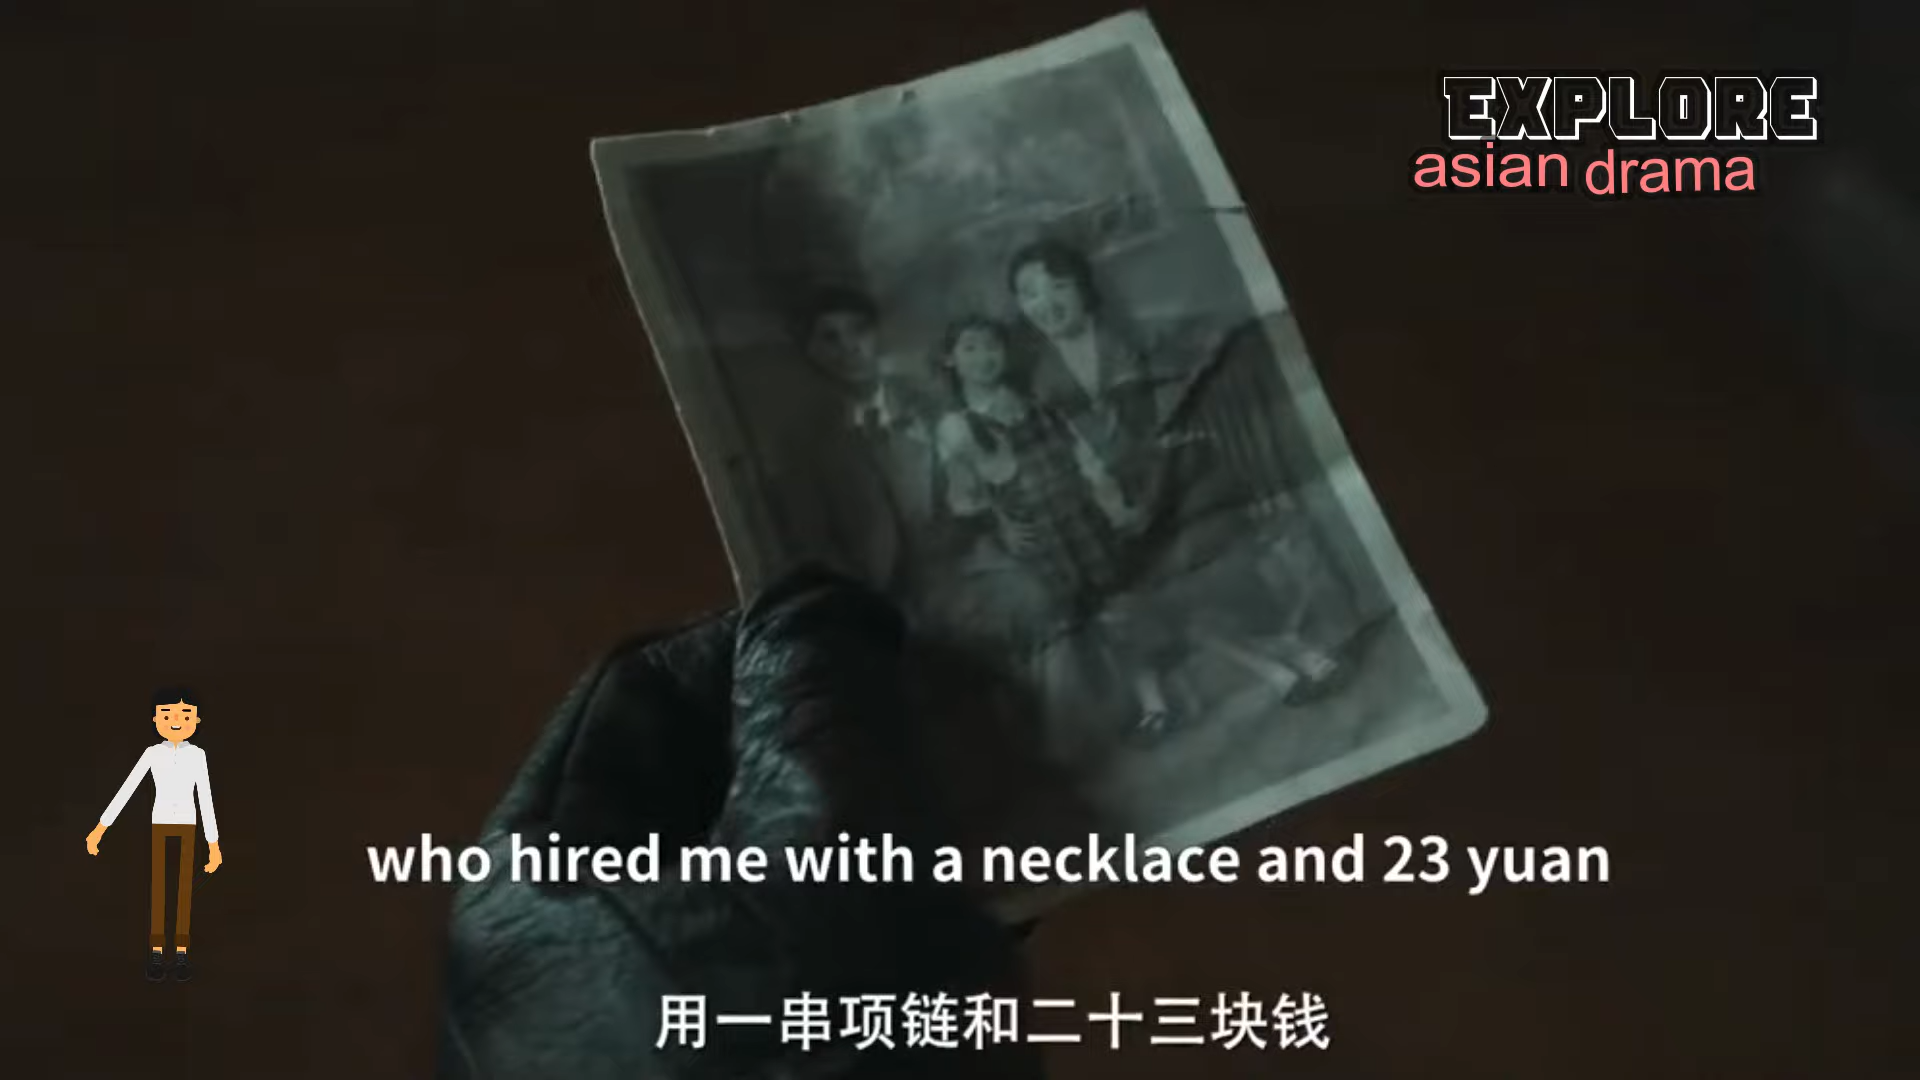 EXPLORE
asian drama
who hired me with a necklace and 23 yuan
用一串项链和二十三块钱